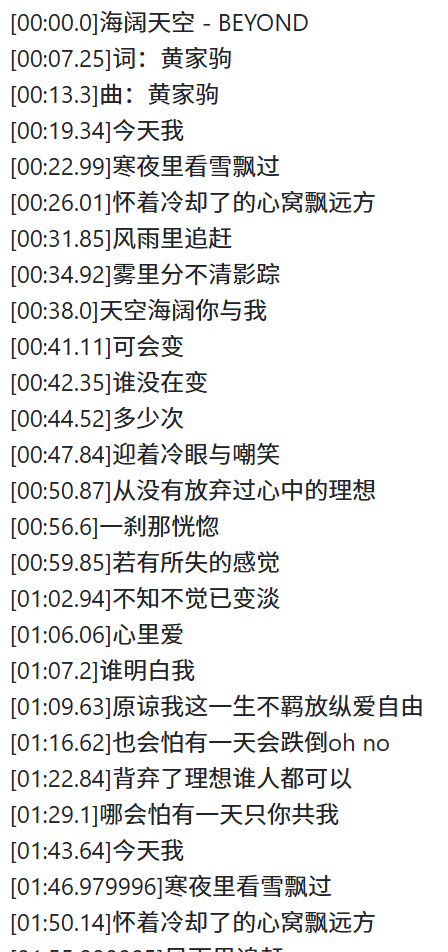 [00:00.0]海阔天空 - BEYOND
[00:07.25]词：黄家驹
[00:13.3]曲：黄家驹
[00:19.34]今天我
[00:22.99]寒夜里看雪飘过
[00:26.01]怀着冷却了的心窝飘远方
[00:31.85]风雨里追赶
[00:34.92]雾里分不清影踪
[00:38.0]天空海阔你与我
[00:41.11]可会变
[00:42.35]谁没在变
[00:44.52]多少次
[00:47.84]迎着冷眼与嘲笑
[00:50.87]从没有放弃过心中的理想
[00:56.6]一刹那恍惚
[00:59.85]若有所失的感觉
[01:02.94]不知不觉已变淡
[01:06.06]心里爱
[01:07.2]谁明白我
[01:09.63]原谅我这一生不羁放纵爱自由
[01:16.62]也会怕有一天会跌倒oh no
[01:22.84]背弃了理想谁人都可以
[01:29.1]哪会怕有一天只你共我
[01:43.64]今天我
[01:46.979996]寒夜里看雪飘过
[01:50.14]怀着冷却了的心窝飘远方